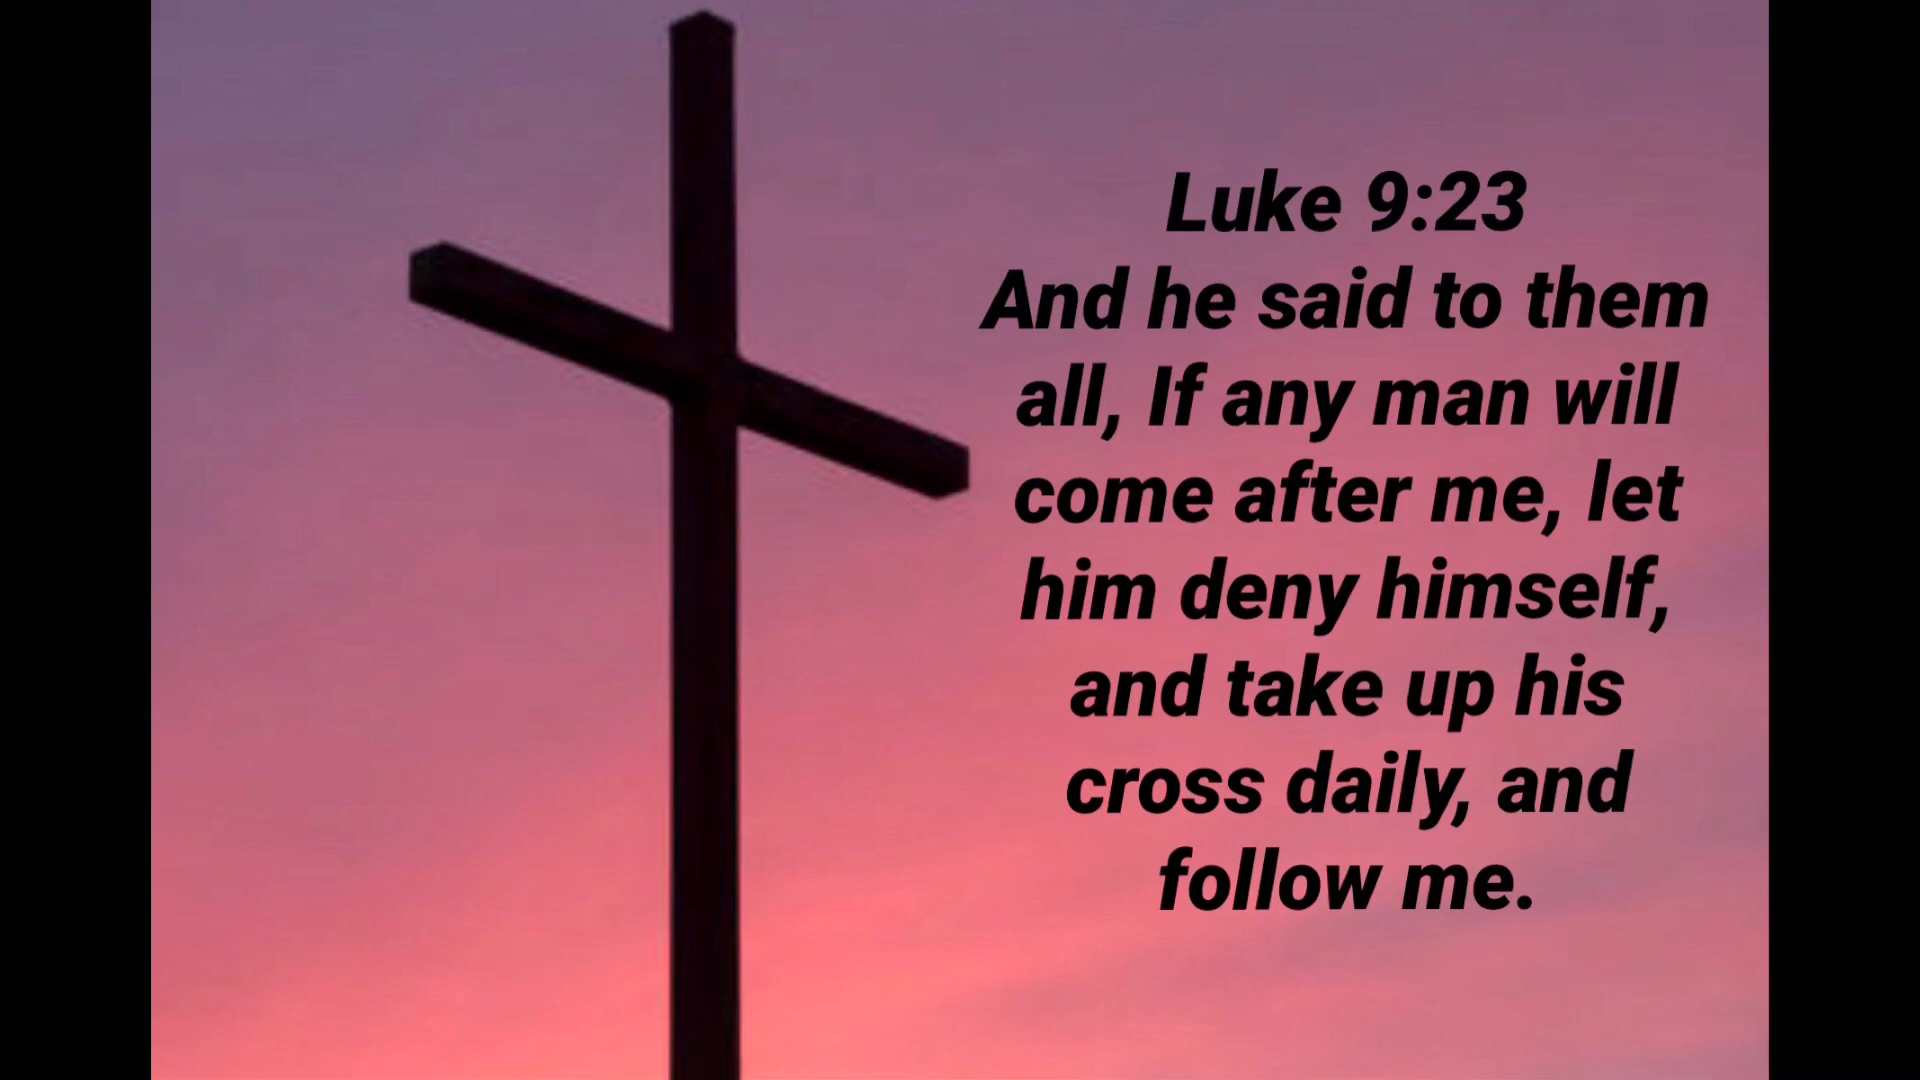 Luke 9:23
And he said to them
all, If any man will
come after me, let
him deny himself,
and take up his
cross daily, and
follow me.